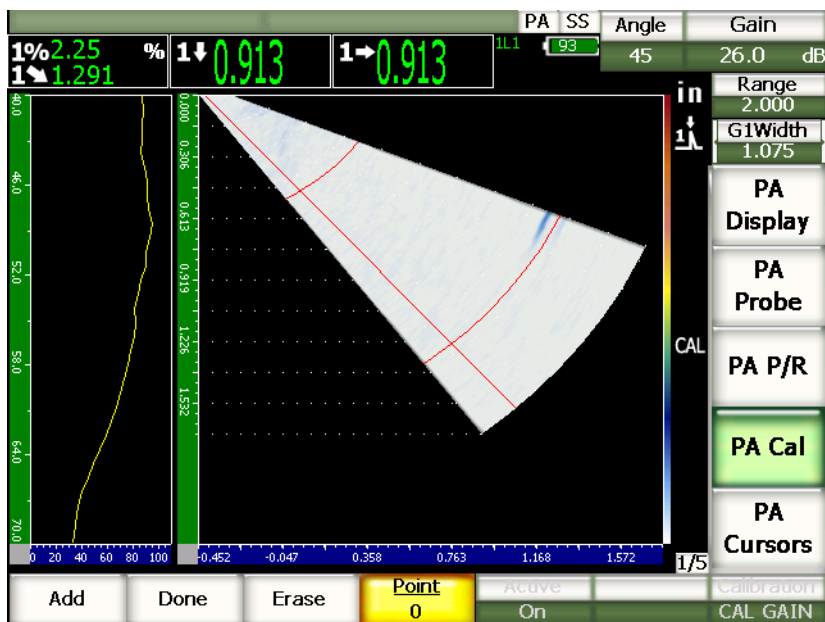 PA SS Angle Gain
1% 2.25 %
1 1.291
1 0.913
1 0.913
1L1 93
45 26.0 dB
in
Range
2.000
1
G1Width
1.075
PA
Display
PA
Probe
CAL
PA P/R
PA Cal
PA
Cursors
40.0 46.0 52.0 58.0 64.0 70.0
0.000 0.306 0.613 0.919 1.226 1.532
0 20 40 60 80 100
-0.452 -0.047 0.358 0.763 1.168 1.572
1/5
Add Done Erase Point Active Calibration
0 On CAL GAIN